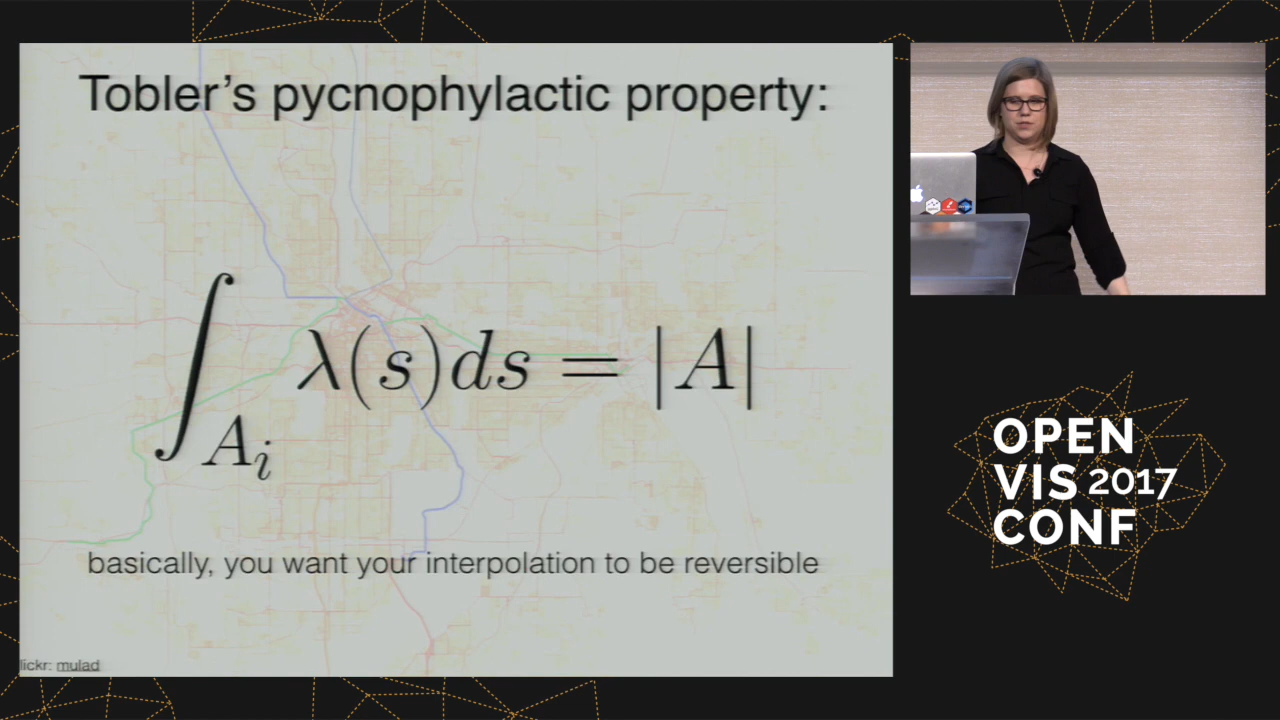 Tobler's pycnophylactic property:
∫_{A_i} λ(s)ds = |A|
basically, you want your interpolation to be reversible
lickr: mulad
OPEN
VIS 2017
CONF